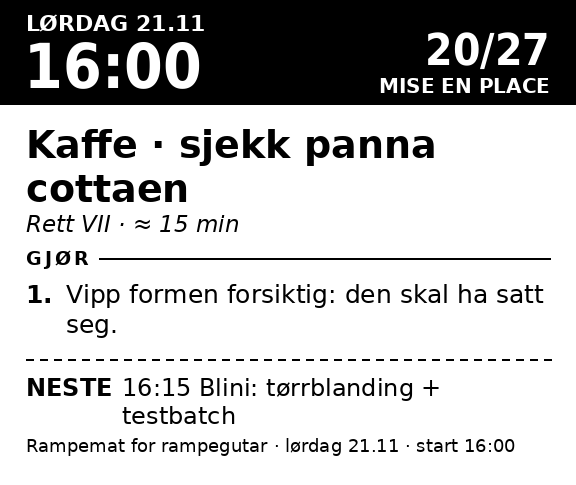 LØRDAG 21.11
16:00
20/27
MISE EN PLACE
Kaffe · sjekk panna
cottaen
Rett VII · ≈ 15 min
GJØR
1. Vipp formen forsiktig: den skal ha satt
seg.
NESTE 16:15 Blini: tørrblanding +
testbatch
Rampemat for rampegutar · lørdag 21.11 · start 16:00